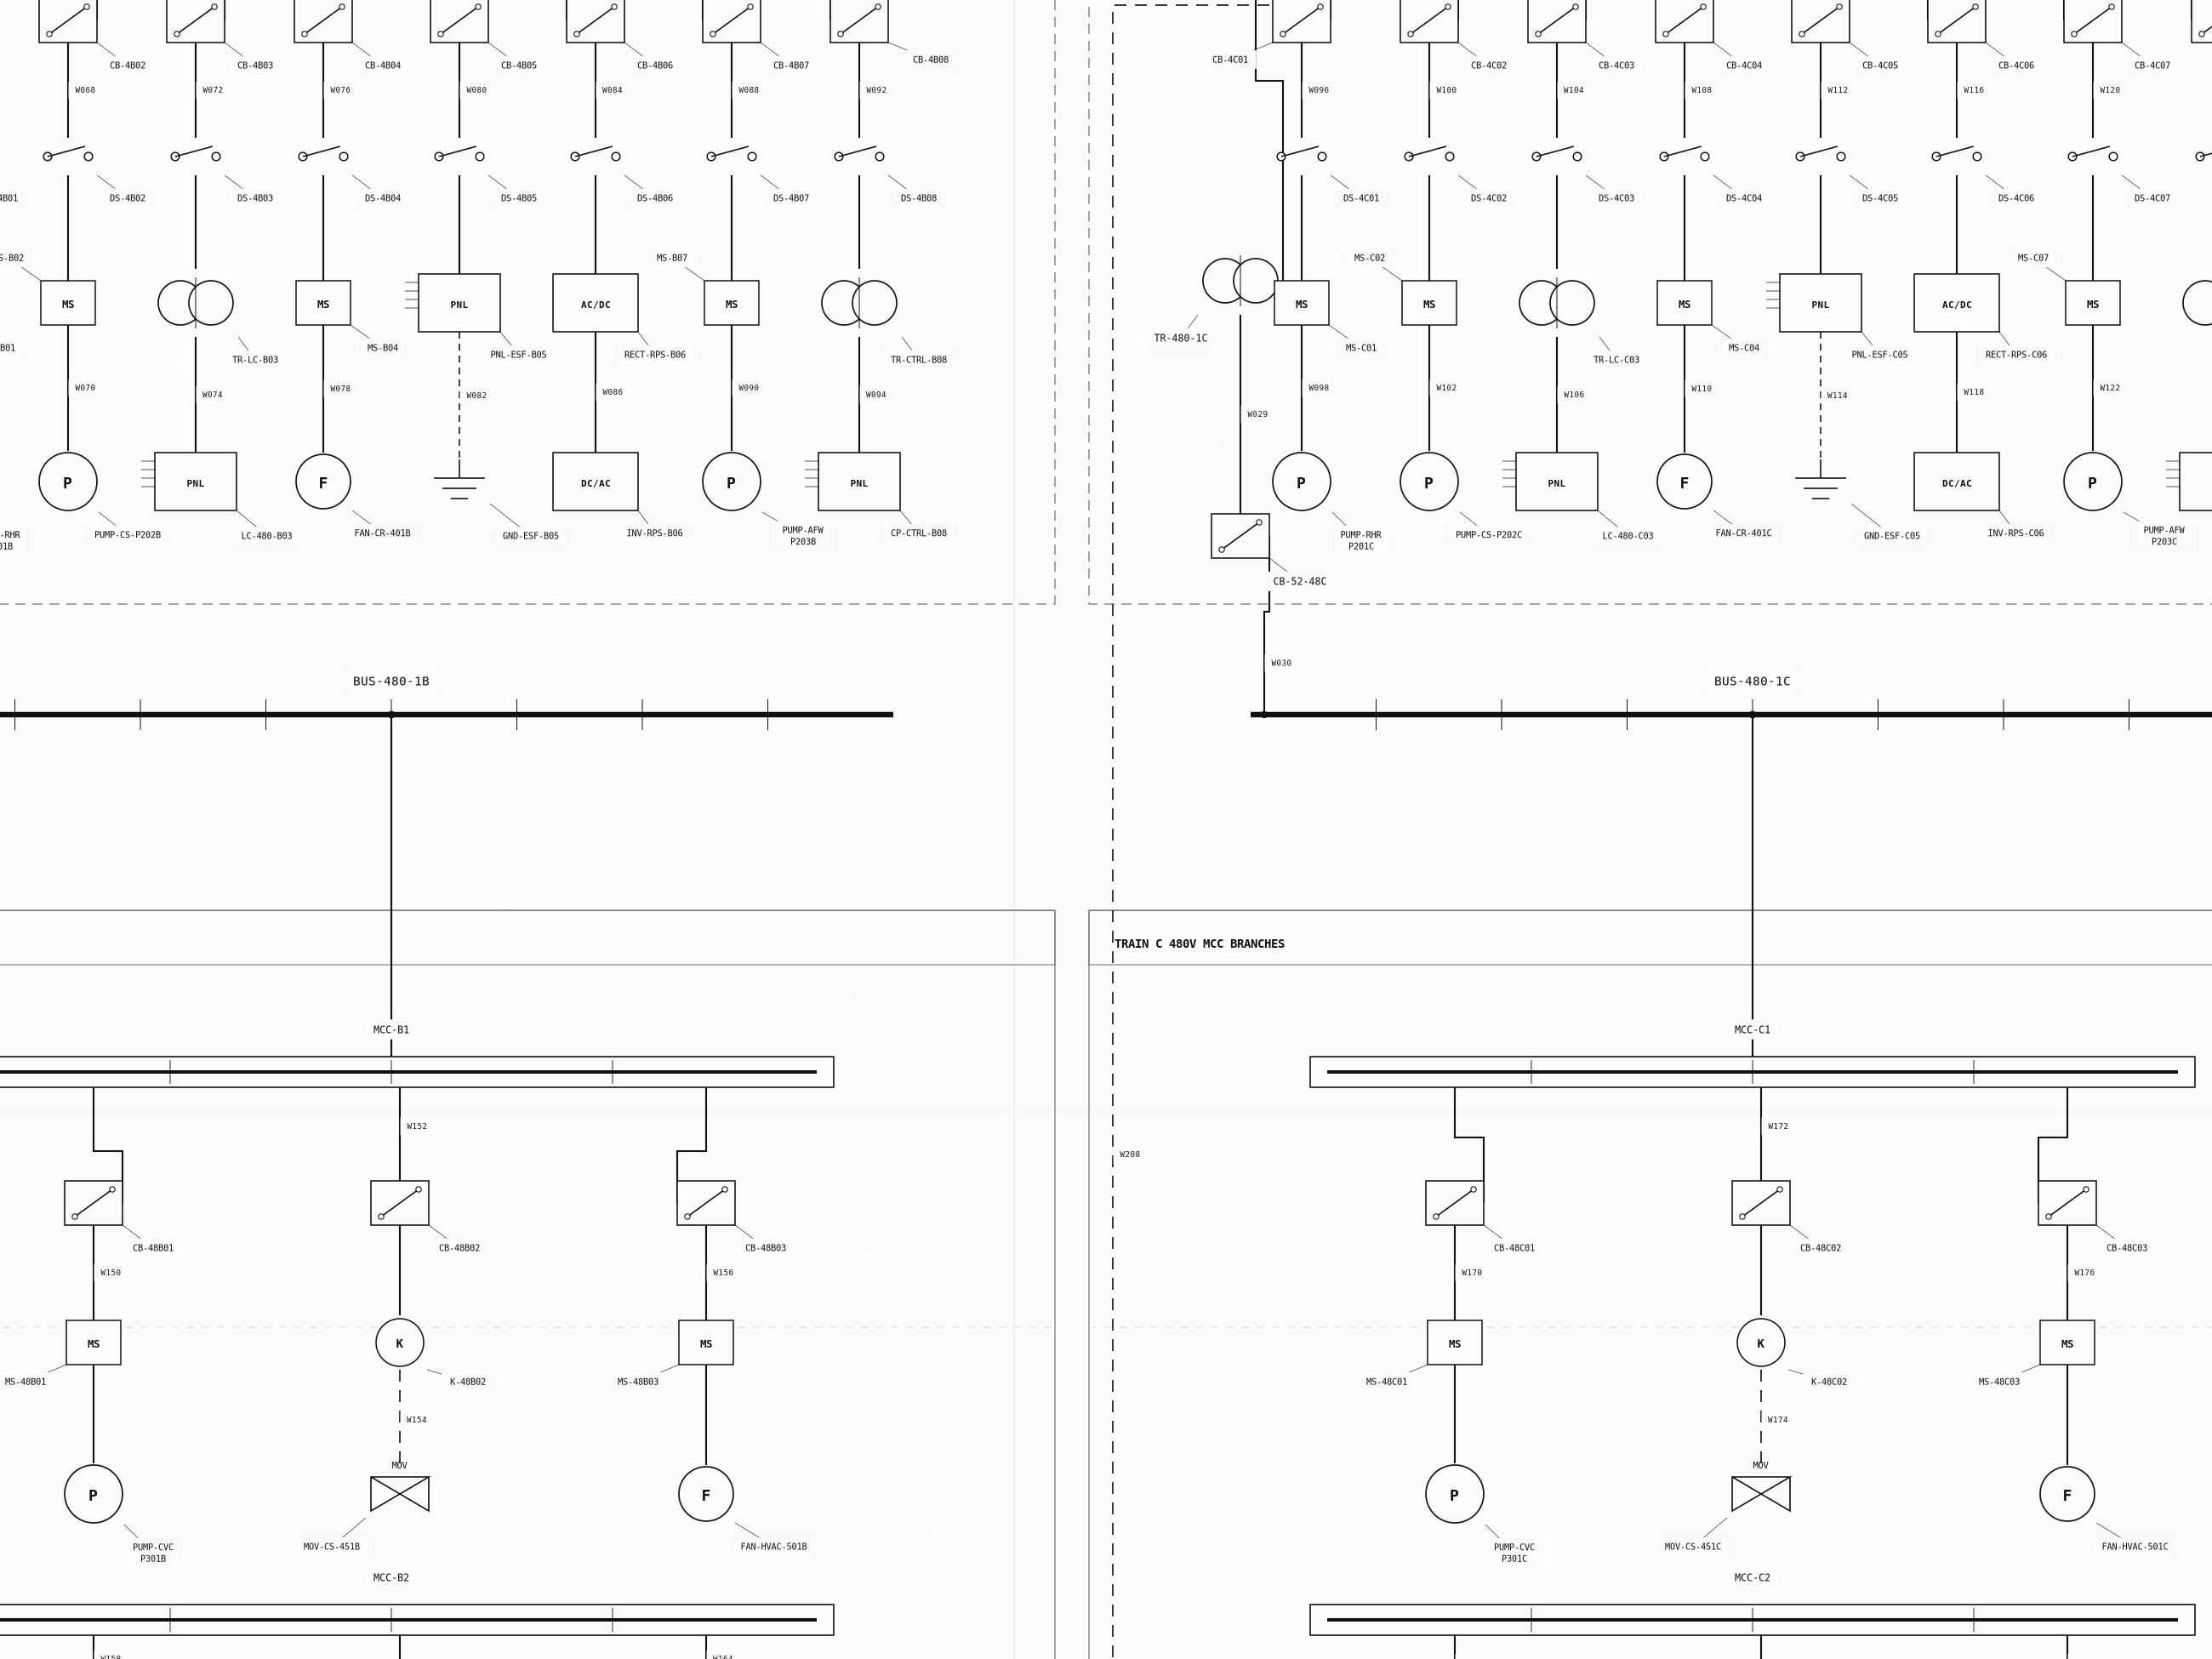 CB-4B02
CB-4B03
CB-4B04
CB-4B05
CB-4B06
CB-4B07
CB-4B08
CB-4C01
CB-4C02
CB-4C03
CB-4C04
CB-4C05
CB-4C06
CB-4C07
W068
W072
W076
W080
W084
W088
W092
W096
W100
W104
W108
W112
W116
W120
4B01
DS-4B02
DS-4B03
DS-4B04
DS-4B05
DS-4B06
DS-4B07
DS-4B08
DS-4C01
DS-4C02
DS-4C03
DS-4C04
DS-4C05
DS-4C06
DS-4C07
S-B02
MS-B07
MS-C02
MS-C07
MS
MS
PNL
AC/DC
MS
MS
MS
MS
PNL
AC/DC
MS
TR-480-1C
B01
TR-LC-B03
MS-B04
PNL-ESF-B05
RECT-RPS-B06
TR-CTRL-B08
MS-C01
TR-LC-C03
MS-C04
PNL-ESF-C05
RECT-RPS-C06
W070
W074
W078
W082
W086
W090
W094
W029
W098
W102
W106
W110
W114
W118
W122
P
PNL
F
DC/AC
P
PNL
P
P
PNL
F
DC/AC
P
-RHR
01B
PUMP-CS-P202B
LC-480-B03
FAN-CR-401B
GND-ESF-B05
INV-RPS-B06
PUMP-AFW
P203B
CP-CTRL-B08
PUMP-RHR
P201C
PUMP-CS-P202C
LC-480-C03
FAN-CR-401C
GND-ESF-C05
INV-RPS-C06
PUMP-AFW
P203C
CB-52-48C
W030
BUS-480-1B
BUS-480-1C
TRAIN C 480V MCC BRANCHES
MCC-B1
MCC-C1
W152
W172
W208
CB-48B01
CB-48B02
CB-48B03
CB-48C01
CB-48C02
CB-48C03
W150
W156
W170
W176
MS
K
MS
MS
K
MS
MS-48B01
K-48B02
MS-48B03
MS-48C01
K-48C02
MS-48C03
W154
W174
MOV
MOV
P
F
P
F
PUMP-CVC
P301B
MOV-CS-451B
FAN-HVAC-501B
PUMP-CVC
P301C
MOV-CS-451C
FAN-HVAC-501C
MCC-B2
MCC-C2
W158
W164